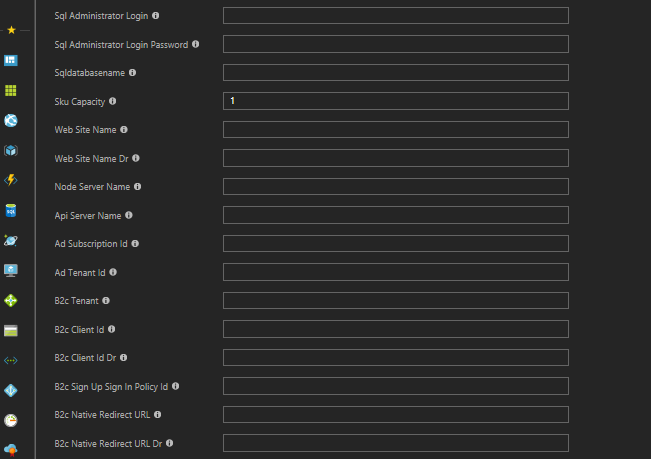 Sql Administrator Login
Sql Administrator Login Password
Sqldatabasename
Sku Capacity
1
Web Site Name
Web Site Name Dr
Node Server Name
Api Server Name
Ad Subscription Id
Ad Tenant Id
B2c Tenant
B2c Client Id
B2c Client Id Dr
B2c Sign Up Sign In Policy Id
B2c Native Redirect URL
B2c Native Redirect URL Dr
SQL